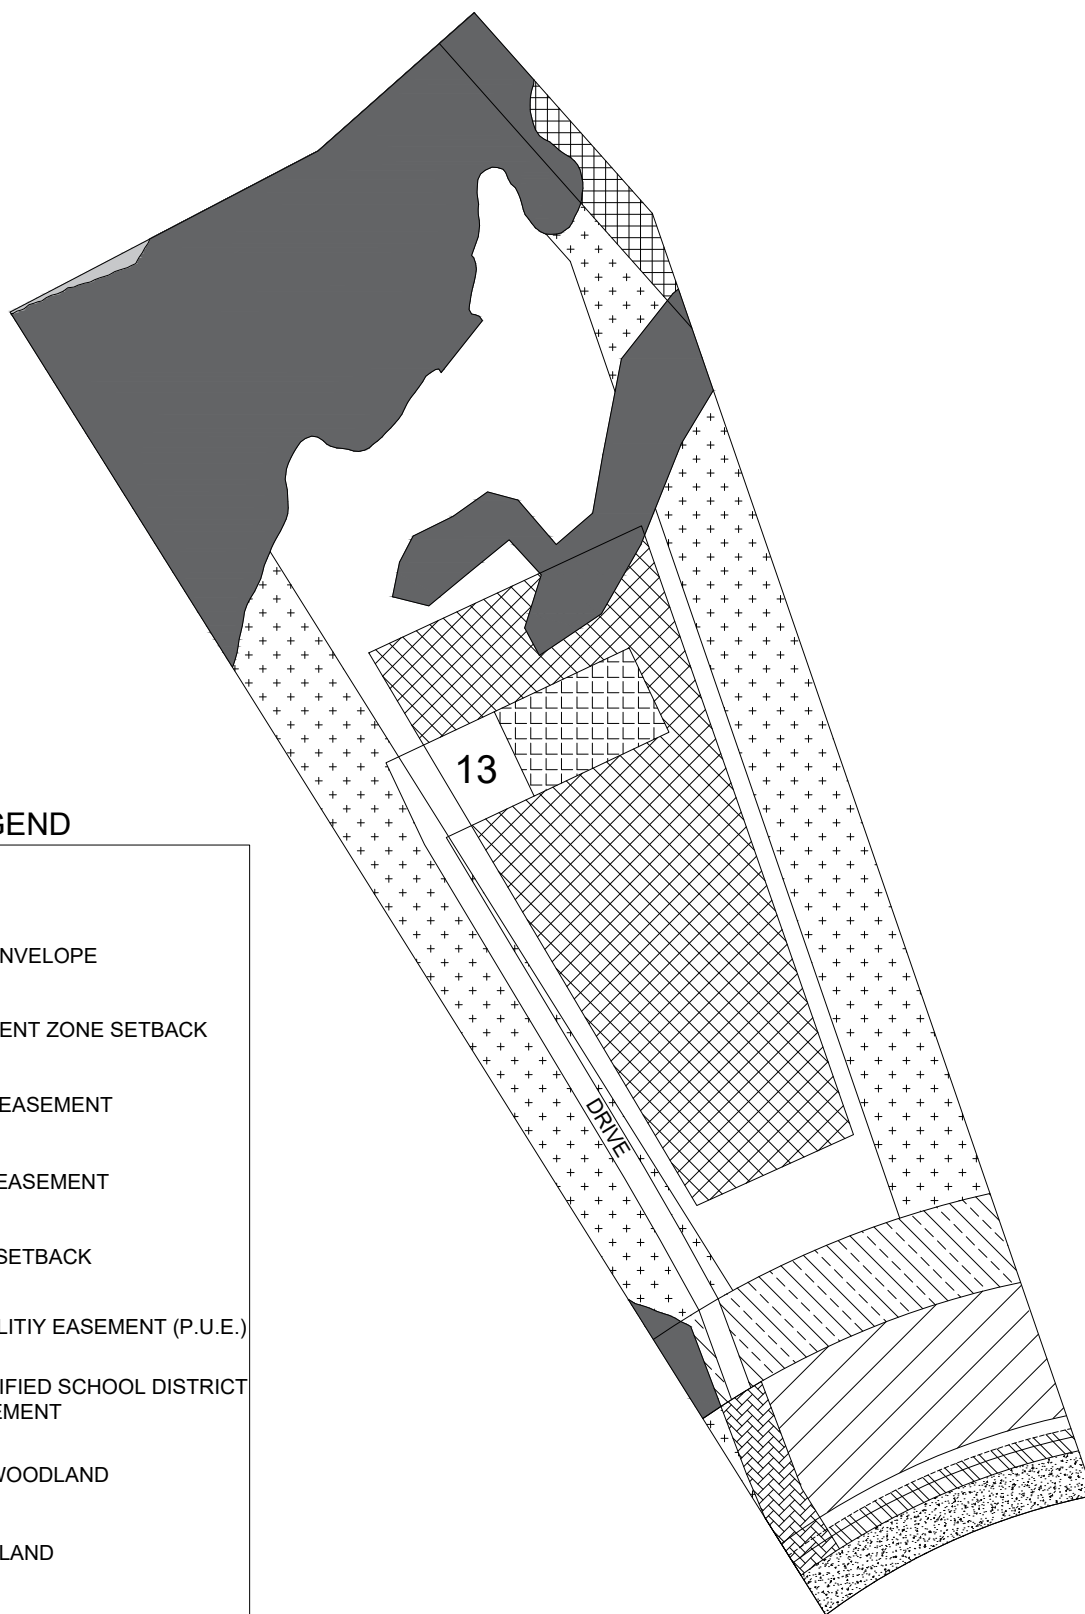 GEND
NVELOPE
ENT ZONE SETBACK
EASEMENT
EASEMENT
SETBACK
LITIY EASEMENT (P.U.E.)
IFIED SCHOOL DISTRICT
EMENT
WOODLAND
LAND
13
DRIVE